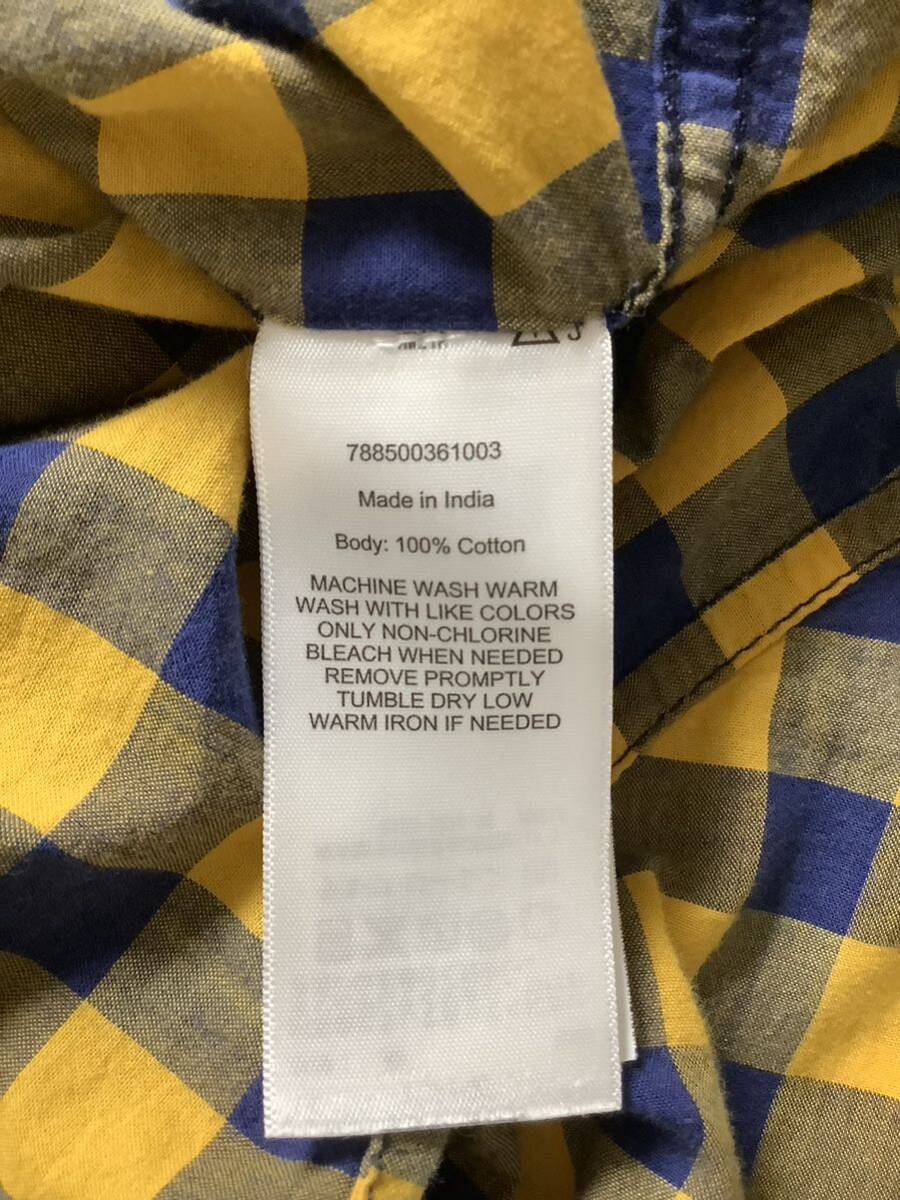 788500361003
Made in India
Body: 100% Cotton
MACHINE WASH WARM
WASH WITH LIKE COLORS
ONLY NON-CHLORINE
BLEACH WHEN NEEDED
REMOVE PROMPTLY
TUMBLE DRY LOW
WARM IRON IF NEEDED